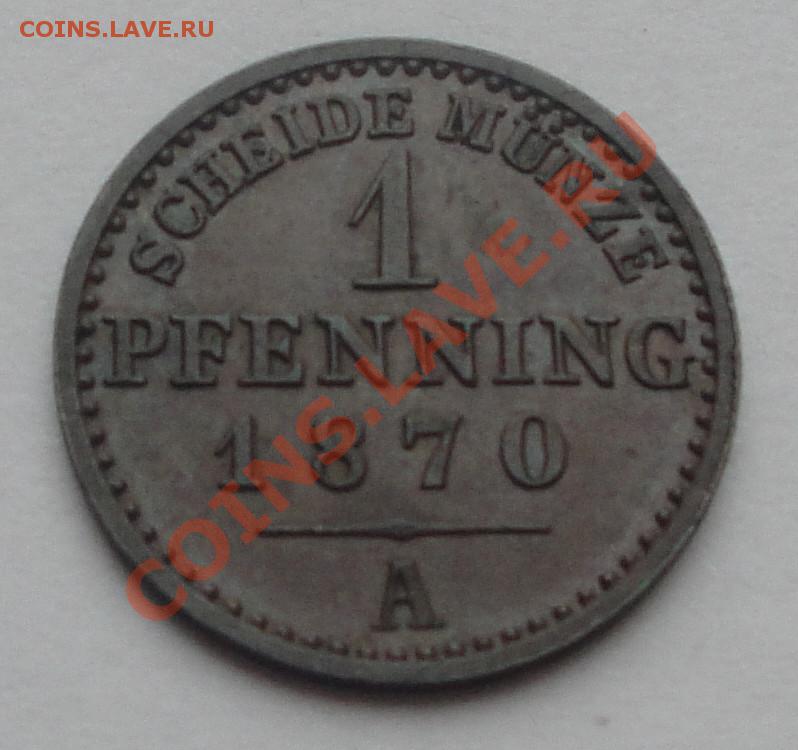 COINS.LAVE.RU
SCHEIDE MÜNZE
1
PFENNING
1870
A
COINS.LAVE.RU